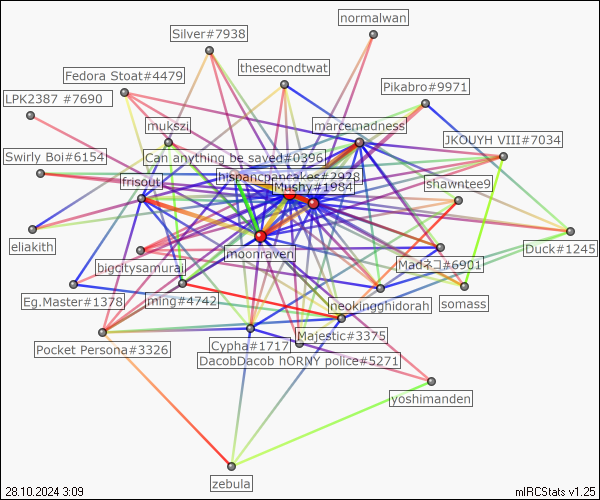 normalwan
Silver#7938
thesecondtwat
Fedora Stoat#4479
Pikabro#9971
LPK2387 #7690
mukszi
marcemadness
JKOUYH VIII#7034
Swirly Boi#6154
Can anything be saved#0396
hispanicpancakes#2928
frisout
Mushy#1984
shawntee9
eliakith
moonraven
Duck#1245
bigcitysamurai
Madネコ#6901
Eg.Master#1378
ming#4742
neokingghidorah
somass
Pocket Persona#3326
Cypha#1717
Majestic#3375
DacobDacob hORNY police#5271
yoshimanden
zebula
28.10.2024 3:09
mIRCStats v1.25